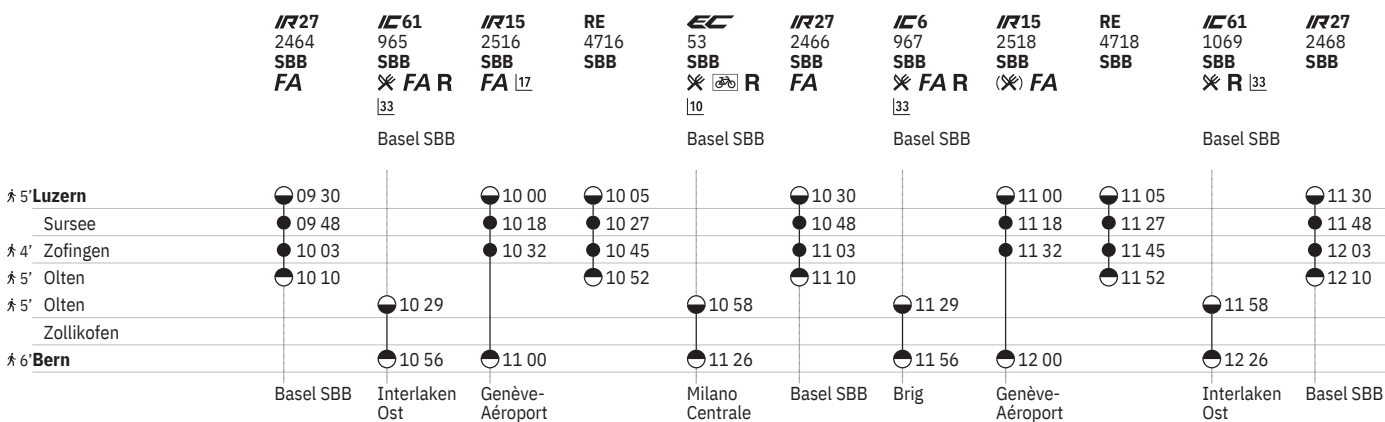 IR27 IC61 IR15 RE EC IR27 IC6 IR15 RE IC61 IR27
2464 965 2516 4716 53 2466 967 2518 4718 1069 2468
SBB SBB SBB SBB SBB SBB SBB SBB SBB SBB SBB
FA FA R FA 17 R FA FA R ( ) FA R 33
33 10 33
Basel SBB Basel SBB Basel SBB Basel SBB
5’ Luzern 09 30 10 00 10 05 10 30 11 00 11 05 11 30
Sursee 09 48 10 18 10 27 10 48 11 18 11 27 11 48
4’ Zofingen 10 03 10 32 10 45 11 03 11 32 11 45 12 03
5’ Olten 10 10 10 52 11 10 11 52 12 10
5’ Olten 10 29 10 58 11 29 11 58
Zollikofen
6’ Bern 10 56 11 00 11 26 11 56 12 00 12 26
Basel SBB Interlaken Genève- Milano Basel SBB Brig Genève- Interlaken Basel SBB
Ost Aéroport Centrale Aéroport Ost